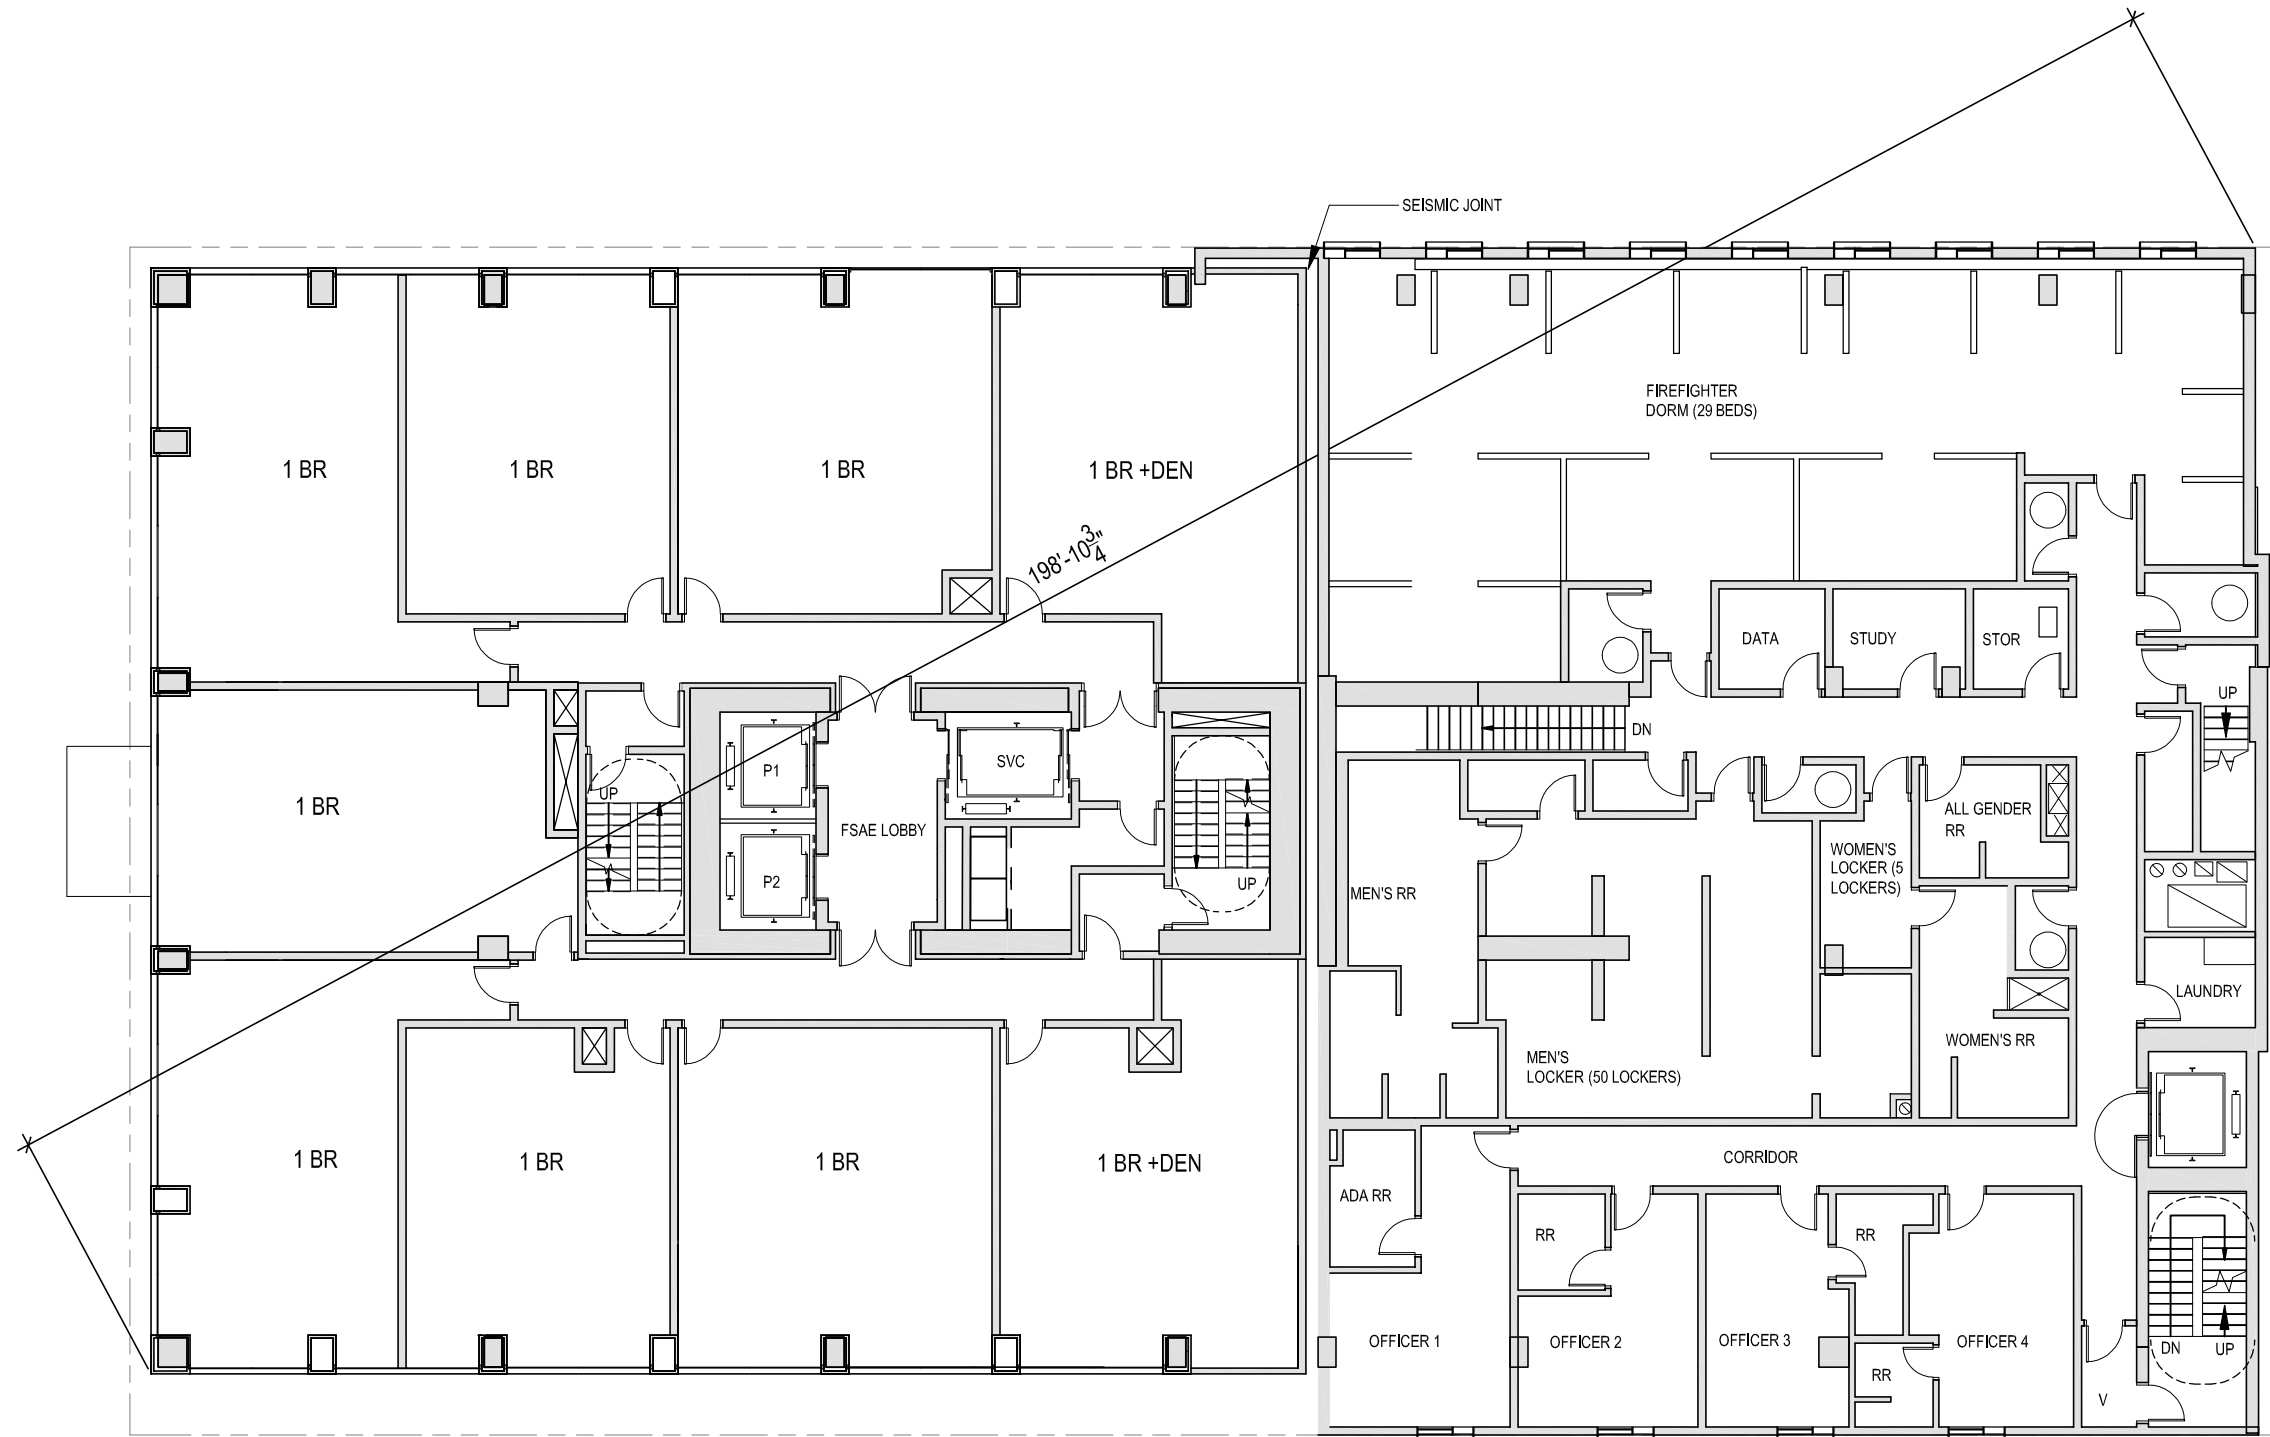 SEISMIC JOINT
FIREFIGHTER
DORM (29 BEDS)
1 BR
1 BR
1 BR
1 BR +DEN
198'-10 3/4"
DATA
STUDY
STOR
UP
DN
P1
SVC
1 BR
UP
FSAE LOBBY
P2
UP
MEN'S RR
WOMEN'S
LOCKER (5
LOCKERS)
ALL GENDER
RR
LAUNDRY
WOMEN'S RR
MEN'S
LOCKER (50 LOCKERS)
1 BR
1 BR
1 BR
1 BR +DEN
CORRIDOR
ADA RR
RR
RR
OFFICER 1
OFFICER 2
OFFICER 3
OFFICER 4
DN
UP
RR
V